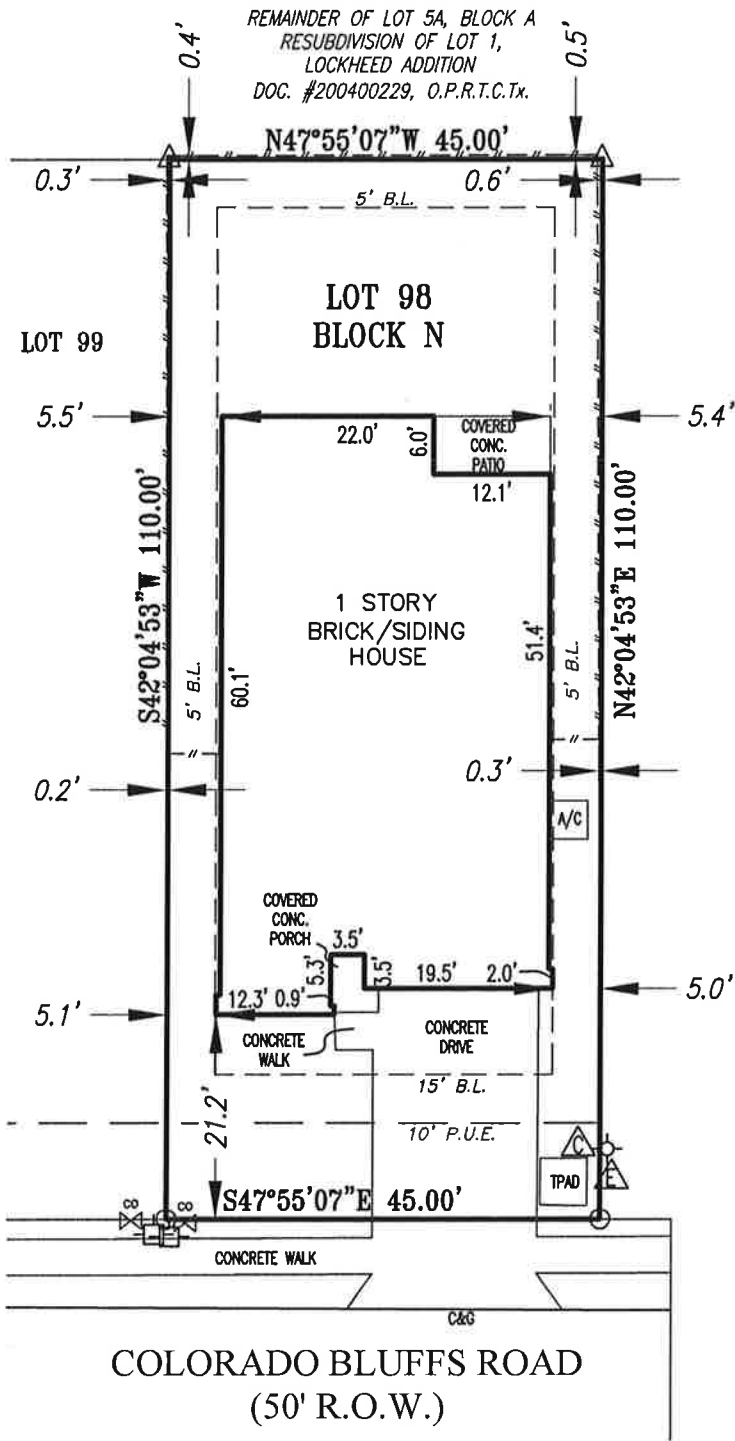 REMAINDER OF LOT 5A, BLOCK A
RESUBDIVISION OF LOT 1,
LOCKHEED ADDITION
DOC. #200400229, O.P.R.T.C.Tx.
0.4'
0.5'
N47°55'07"W 45.00'
0.3'
0.6'
5' B.L.
LOT 98
BLOCK N
LOT 99
5.5'
5.4'
22.0'
6.0'
COVERED
CONC.
PATIO
12.1'
S42°04'53"W 110.00'
N42°04'53"E 110.00'
1 STORY
BRICK/SIDING
HOUSE
60.1'
51.4'
5' B.L.
5' B.L.
0.2'
0.3'
A/C
COVERED
CONC.
PORCH
3.5'
5.3'
3.5'
19.5'
2.0'
12.3'
0.9'
5.1'
5.0'
CONCRETE
WALK
CONCRETE
DRIVE
15' B.L.
21.2'
10' P.U.E.
C
E
TPAD
S47°55'07"E 45.00'
CO
CO
CONCRETE WALK
C&G
COLORADO BLUFFS ROAD
(50' R.O.W.)